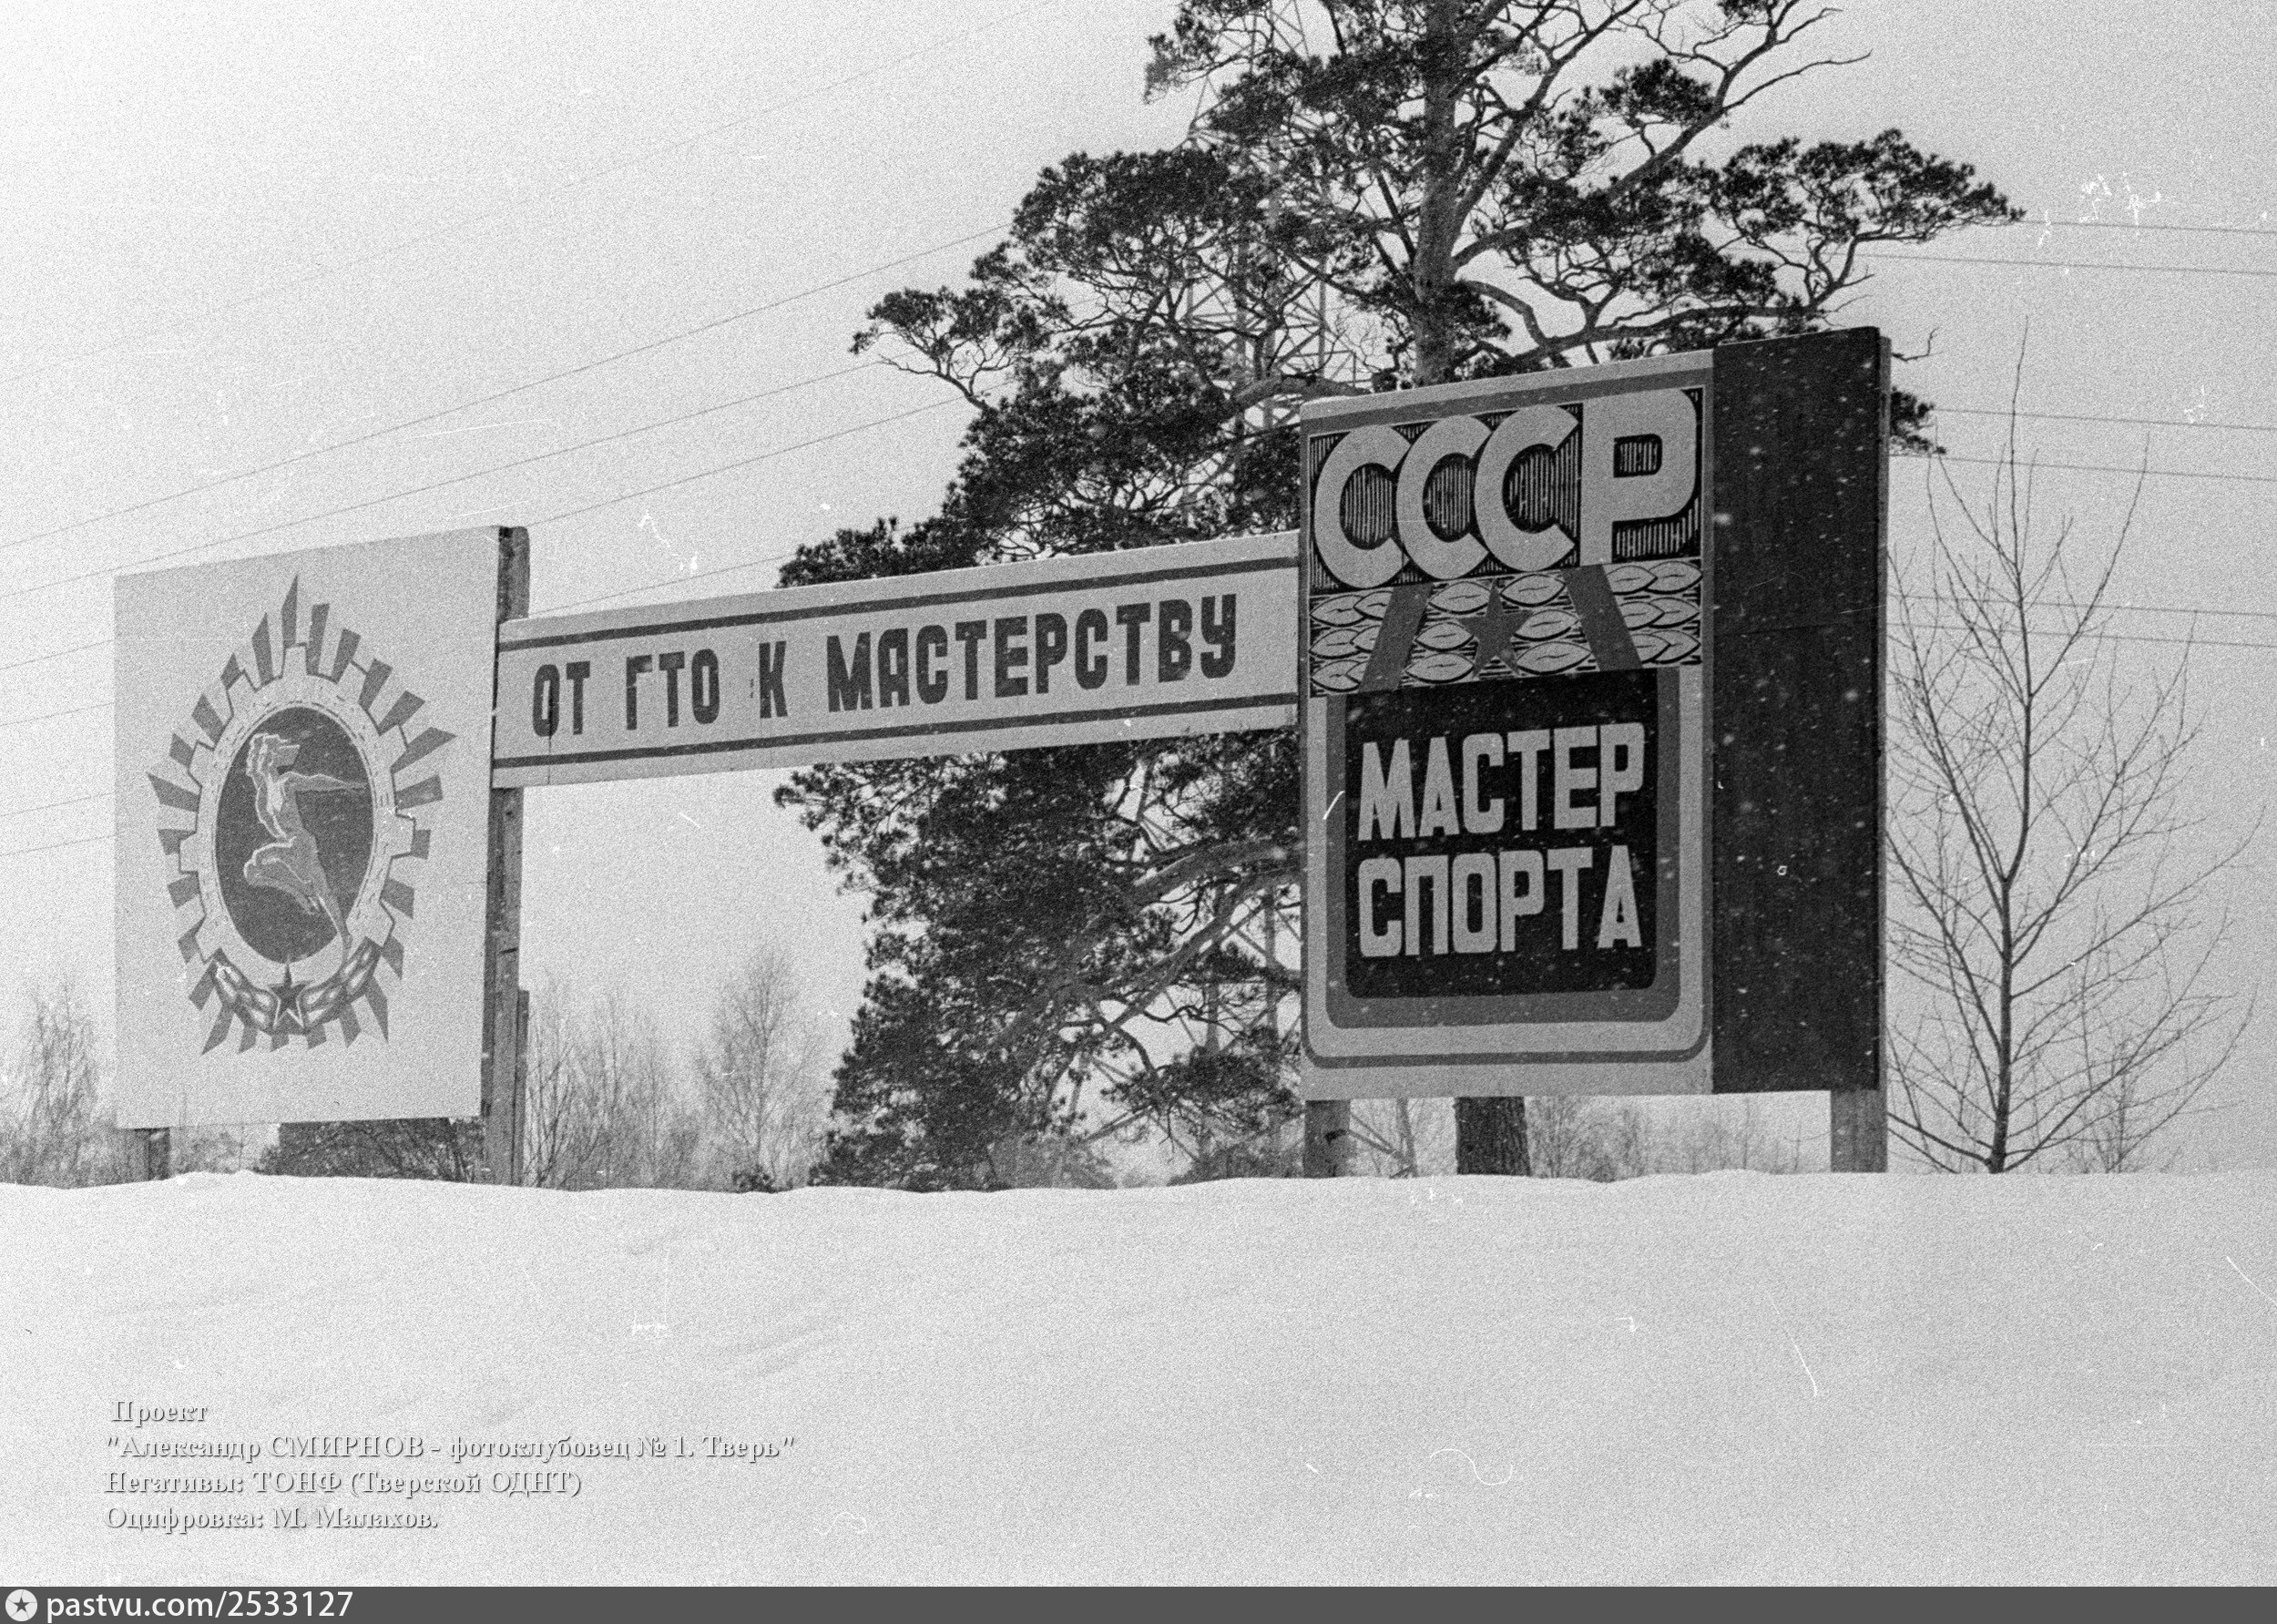 ОТ ГТО К МАСТЕРСТВУ
СССР
МАСТЕР
СПОРТА
Проект
"Александр СМИРНОВ - фотоклубовец № 1. Тверь"
Негативы: ТОНФ (Тверской ОДНТ)
Оцифровка: М. Малахов.
pastvu.com/2533127